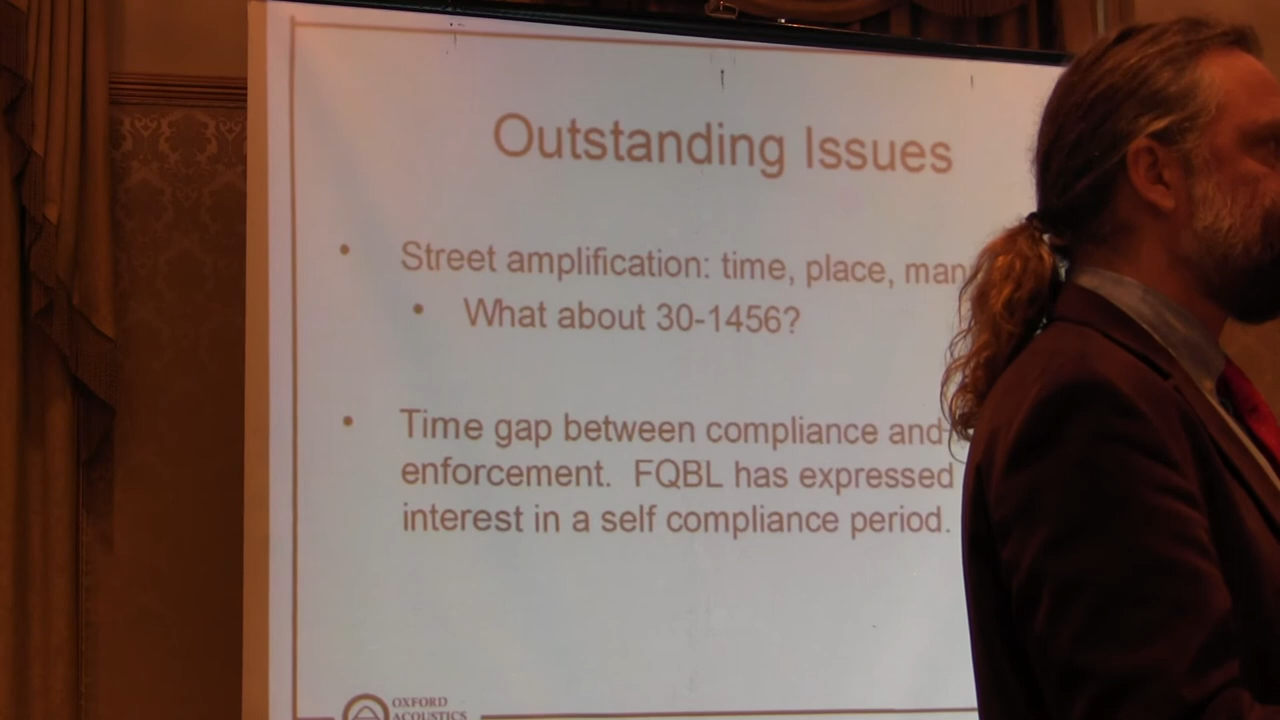 Outstanding Issues
• Street amplification: time, place, man
• What about 30-1456?
• Time gap between compliance and
enforcement. FQBL has expressed
interest in a self compliance period.
OXFORD
ACOUSTICS